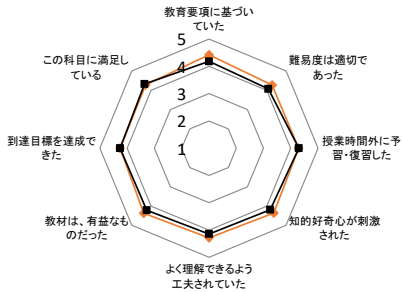 教育要項に基づい
ていた
難易度は適切で
あった
授業時間外に予
習・復習した
知的好奇心が刺激
された
よく理解できるよう
工夫されていた
教材は、有益なも
のだった
到達目標を達成で
きた
この科目に満足し
ている
5
4
3
2
1